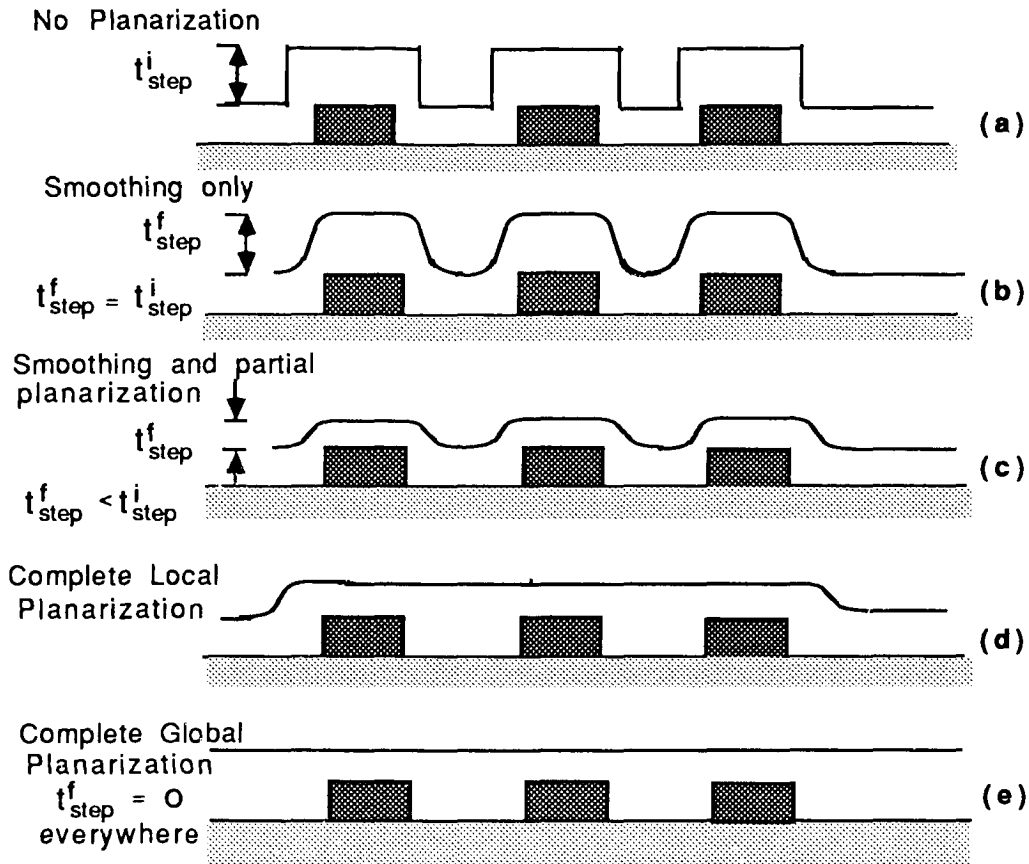 No Planarization
t^i_step
(a)
Smoothing only
t^f_step
t^f_step = t^i_step
(b)
Smoothing and partial
planarization
t^f_step
t^f_step < t^i_step
(c)
Complete Local
Planarization
(d)
Complete Global
Planarization
t^f_step = 0
everywhere
(e)